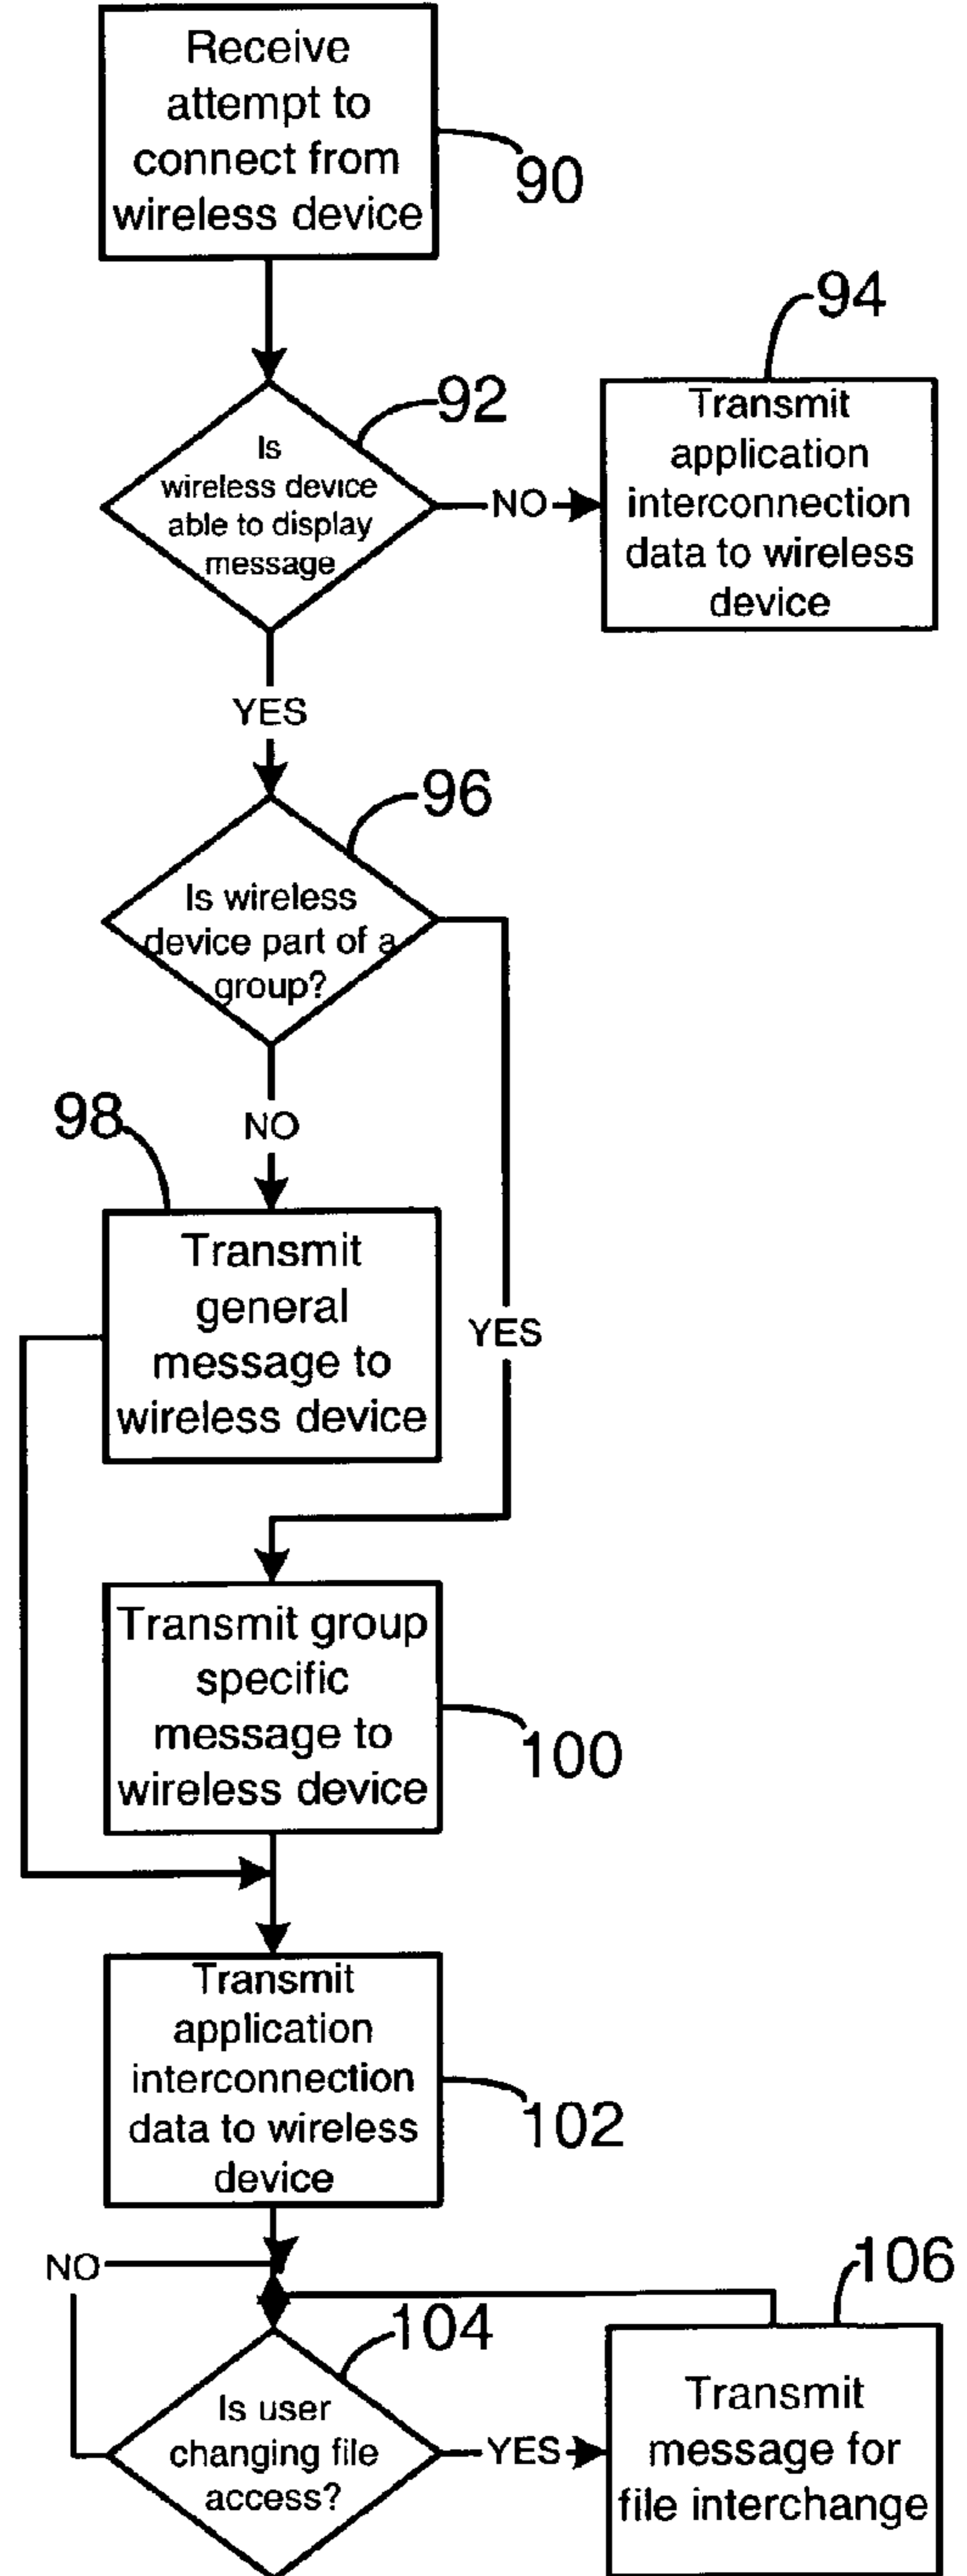 Receive
attempt to
connect from
wireless device
90
94
92
Is
wireless device
able to display
message
NO
Transmit
application
interconnection
data to wireless
device
YES
96
Is wireless
device part of a
group?
98
NO
Transmit
general
message to
wireless device
YES
Transmit group
specific
message to
wireless device
100
Transmit
application
interconnection
data to wireless
device
102
NO
106
104
Is user
changing file
access?
YES
Transmit
message for
file interchange